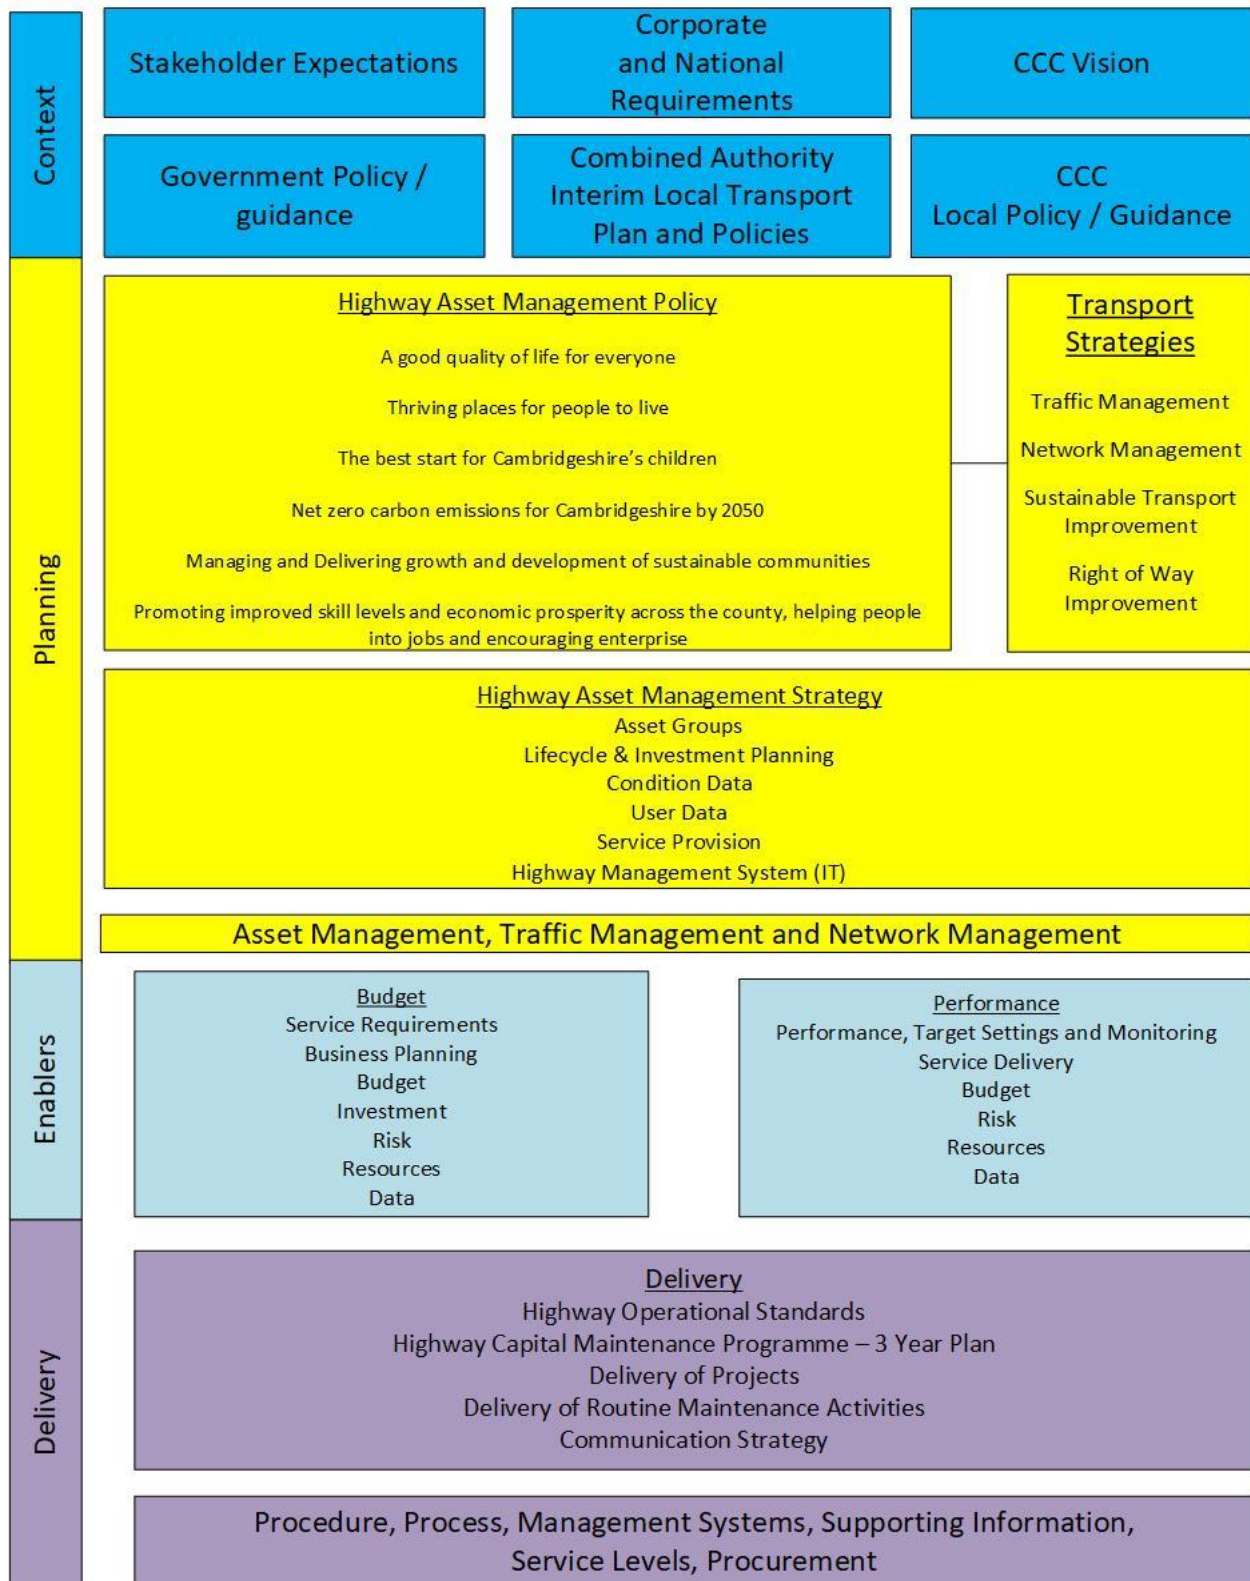 Context
Stakeholder Expectations
Corporate
and National
Requirements
CCC Vision
Government Policy /
guidance
Combined Authority
Interim Local Transport
Plan and Policies
CCC
Local Policy / Guidance
Planning
Highway Asset Management Policy
A good quality of life for everyone
Thriving places for people to live
The best start for Cambridgeshire’s children
Net zero carbon emissions for Cambridgeshire by 2050
Managing and Delivering growth and development of sustainable communities
Promoting improved skill levels and economic prosperity across the county, helping people
into jobs and encouraging enterprise
Transport
Strategies
Traffic Management
Network Management
Sustainable Transport
Improvement
Right of Way
Improvement
Highway Asset Management Strategy
Asset Groups
Lifecycle & Investment Planning
Condition Data
User Data
Service Provision
Highway Management System (IT)
Asset Management, Traffic Management and Network Management
Enablers
Budget
Service Requirements
Business Planning
Budget
Investment
Risk
Resources
Data
Performance
Performance, Target Settings and Monitoring
Service Delivery
Budget
Risk
Resources
Data
Delivery
Delivery
Highway Operational Standards
Highway Capital Maintenance Programme – 3 Year Plan
Delivery of Projects
Delivery of Routine Maintenance Activities
Communication Strategy
Procedure, Process, Management Systems, Supporting Information,
Service Levels, Procurement